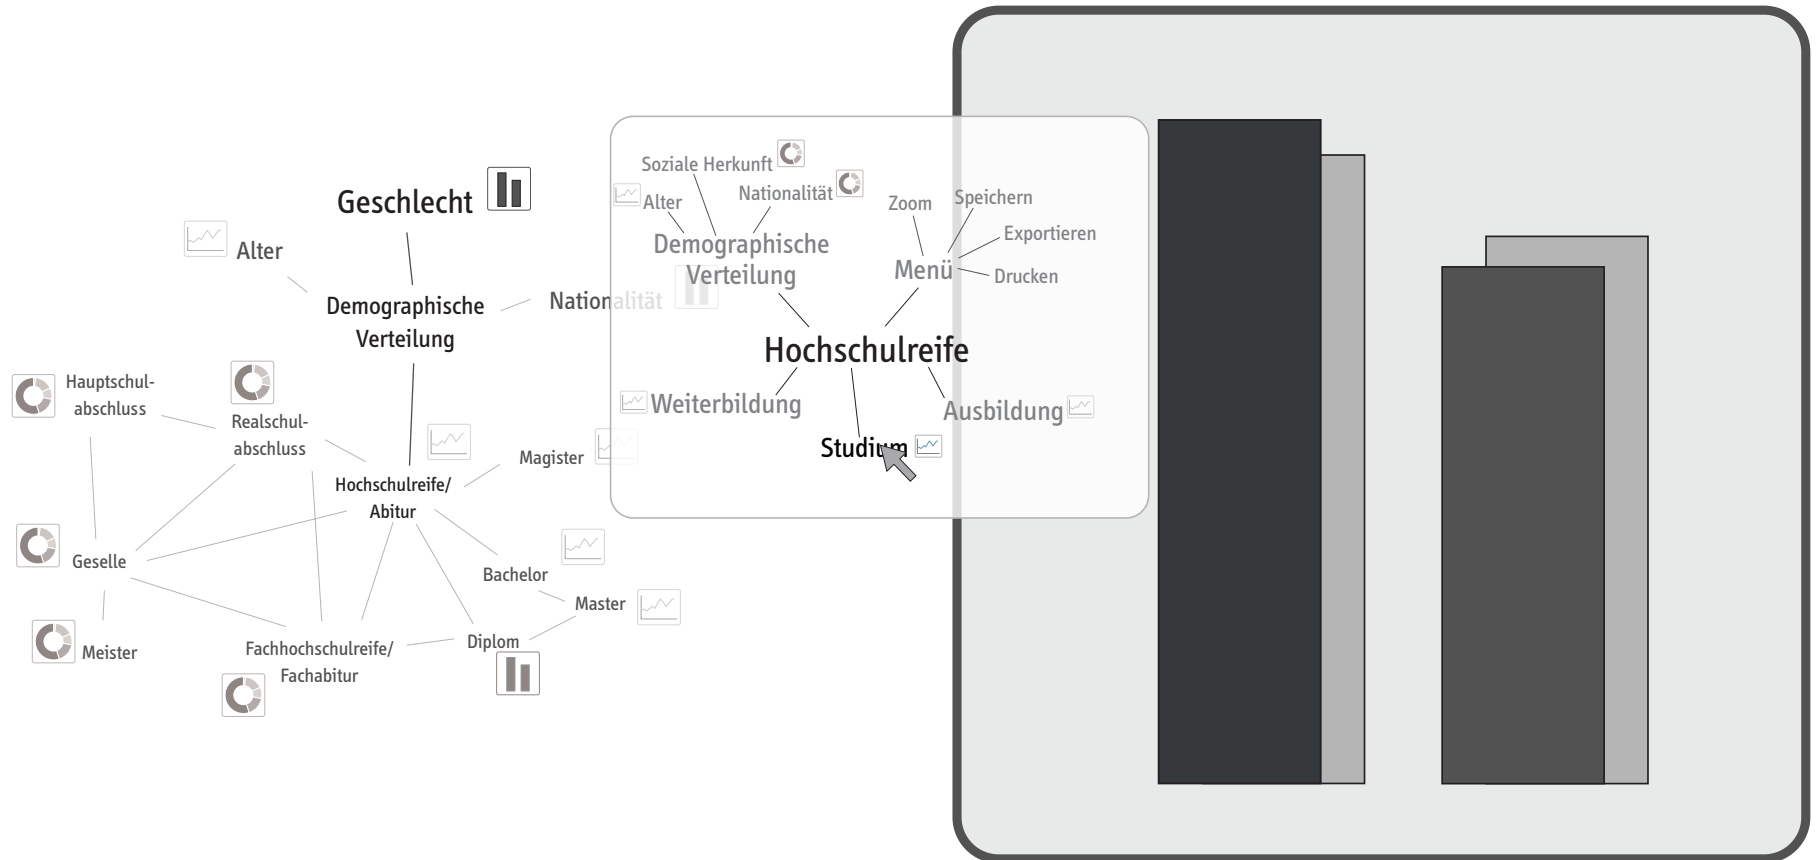 Geschlecht
Alter
Demographische
Verteilung
Nationalität
Hauptschul-
abschluss
Realschul-
abschluss
Hochschulreife/
Abitur
Magister
Geselle
Bachelor
Master
Meister
Fachhochschulreife/
Fachabitur
Diplom
Soziale Herkunft
Alter
Nationalität
Demographische
Verteilung
Zoom
Speichern
Exportieren
Menü
Drucken
Hochschulreife
Weiterbildung
Ausbildung
Studium